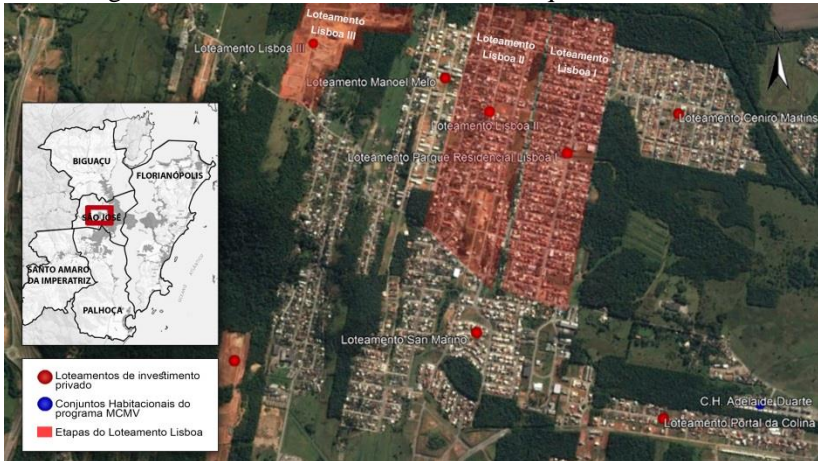 Loteamento
Lisboa III
Loteamento Lisboa III
Loteamento
Lisboa II
Loteamento
Lisboa I
Loteamento Manoel Melo
Loteamento Lisboa II
Loteamento Ceniro Martins
Loteamento Parque Residencial Lisboa I
BIGUAÇU
FLORIANÓPOLIS
SÃO JOSÉ
SANTO AMARO
DA IMPERATRIZ
PALHOÇA
Loteamento San Marino
Loteamentos de investimento
privado
Conjuntos Habitacionais do
programa MCMV
Etapas do Loteamento Lisboa
C.H. Adelaide Duarte
Loteamento Portal da Colina